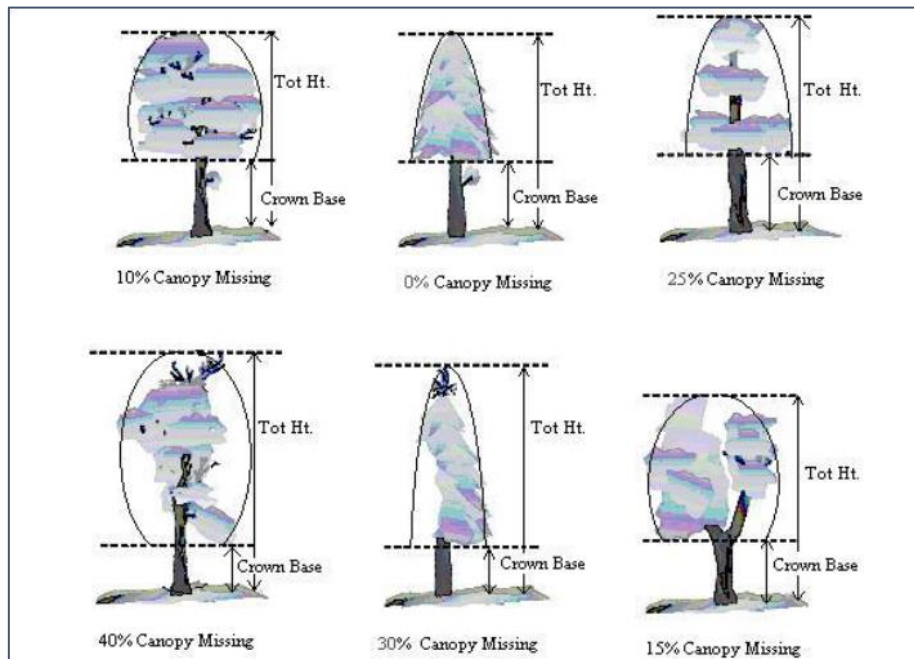 Tot Ht.
Crown Base
10% Canopy Missing
Tot Ht.
Crown Base
0% Canopy Missing
Tot Ht.
Crown Base
25% Canopy Missing
Tot Ht.
Crown Base
40% Canopy Missing
Tot Ht.
Crown Base
30% Canopy Missing
Tot Ht.
Crown Base
15% Canopy Missing